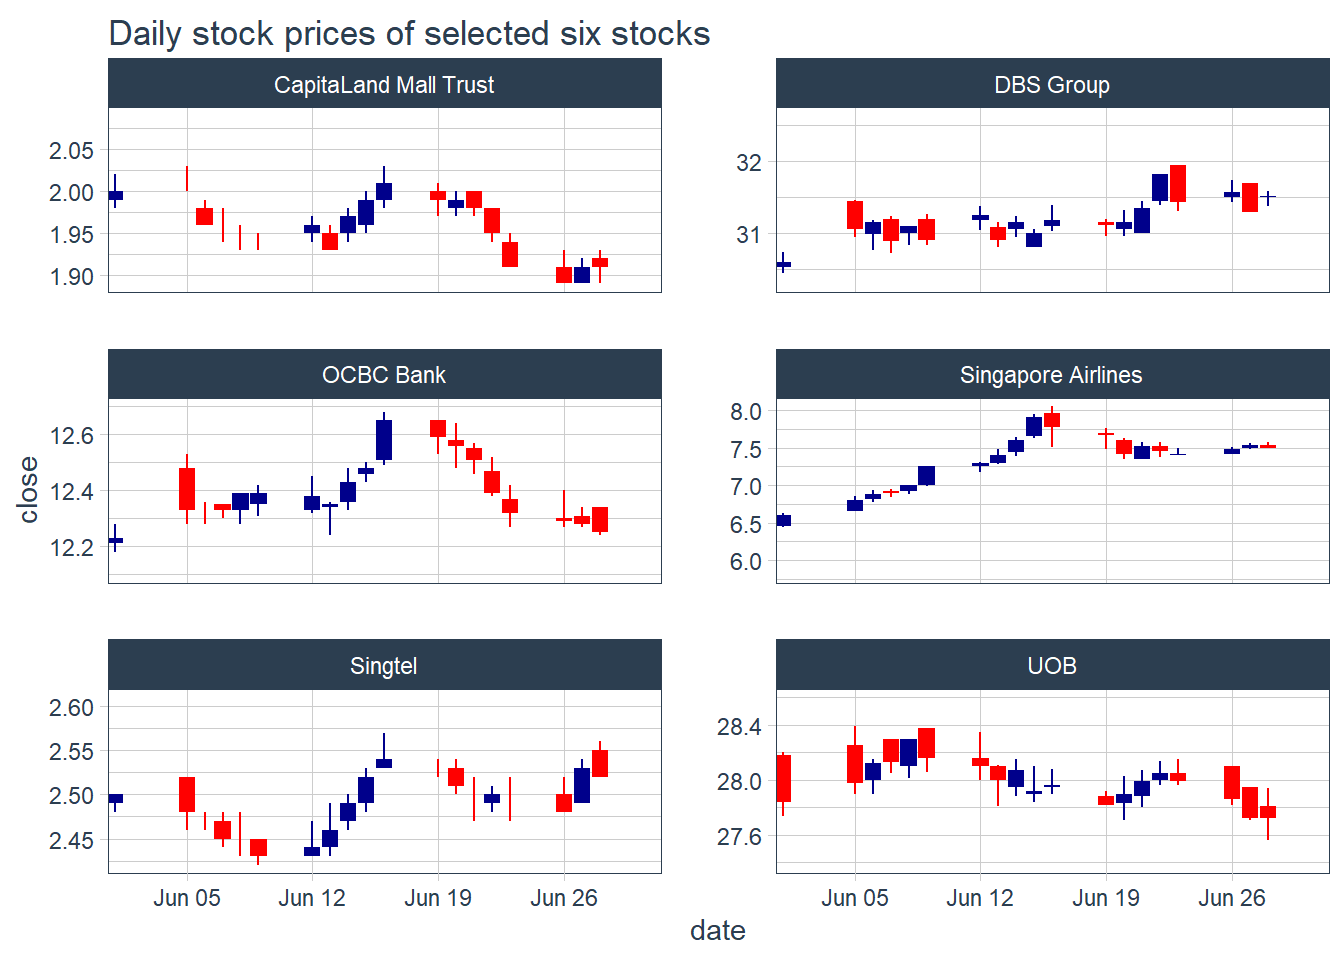 Daily stock prices of selected six stocks
CapitaLand Mall Trust
2.05
2.00
1.95
1.90
DBS Group
32
31
OCBC Bank
12.6
12.4
12.2
Singapore Airlines
8.0
7.5
7.0
6.5
6.0
close
Singtel
2.60
2.55
2.50
2.45
Jun 05 Jun 12 Jun 19 Jun 26
UOB
28.4
28.0
27.6
Jun 05 Jun 12 Jun 19 Jun 26
date